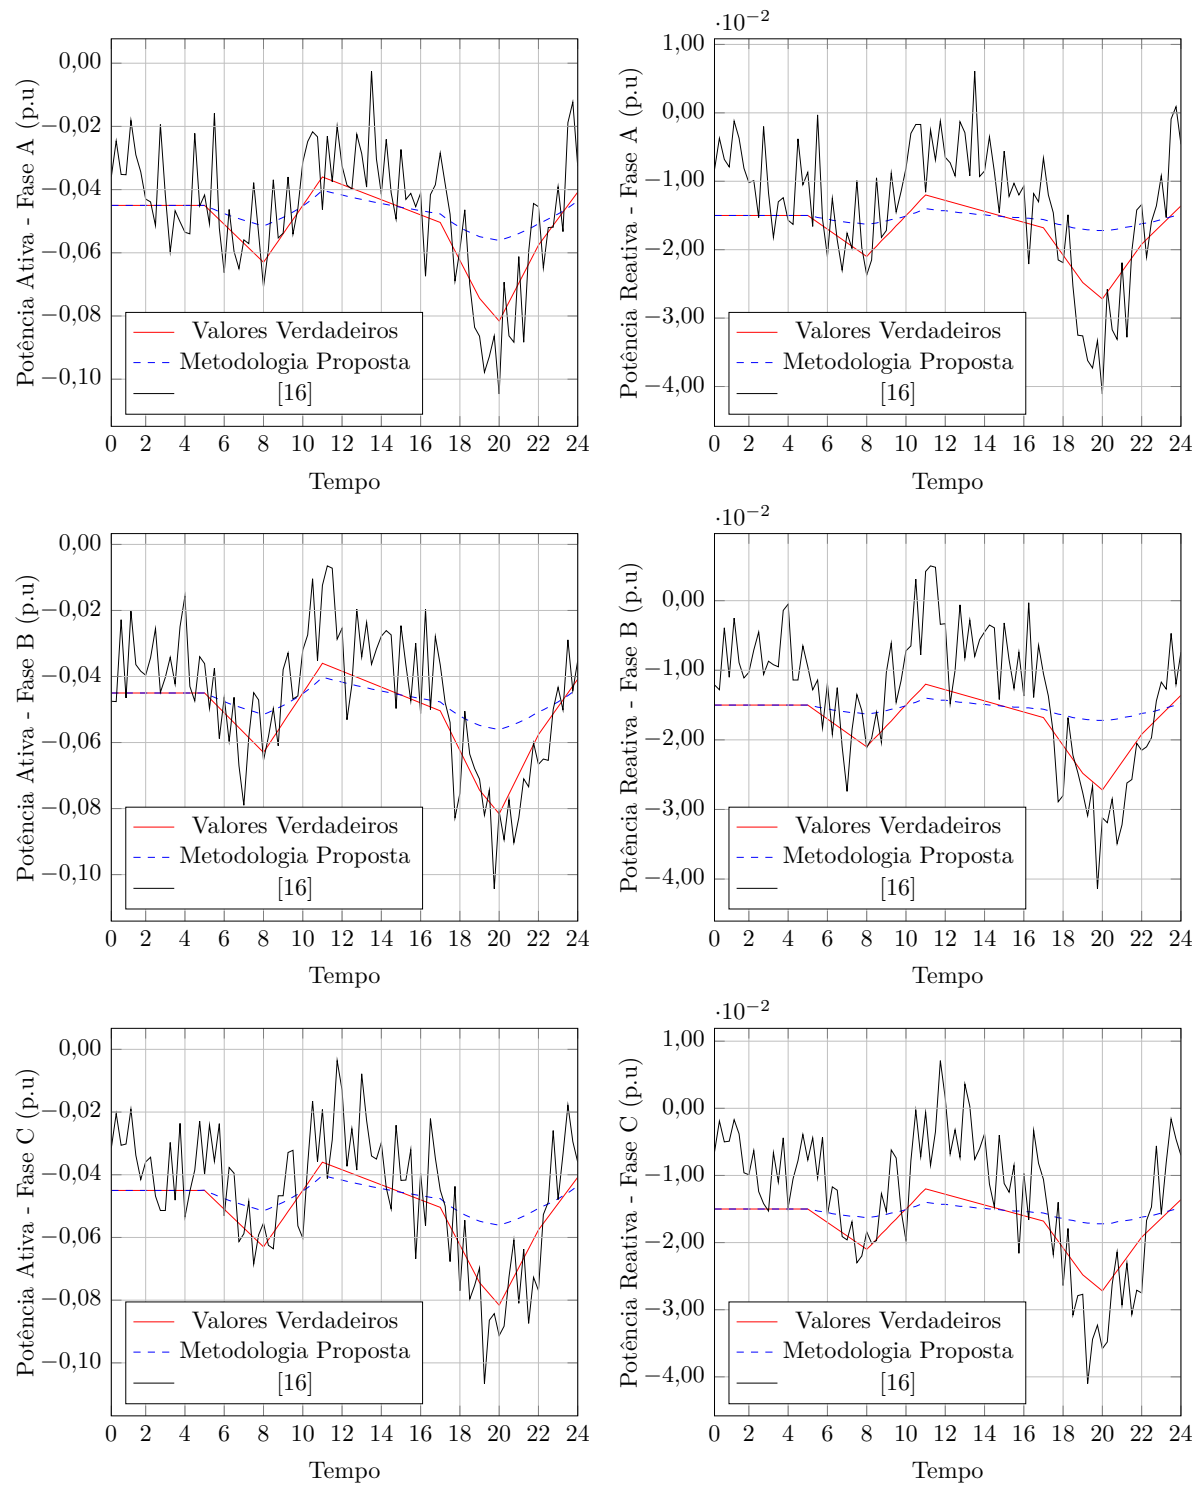 Potência Ativa - Fase A (p.u)
0,00
−0,02
−0,04
−0,06
−0,08
−0,10
Valores Verdadeiros
Metodologia Proposta
[16]
0 2 4 6 8 10 12 14 16 18 20 22 24
Tempo
·10−2
Potência Reativa - Fase A (p.u)
1,00
0,00
−1,00
−2,00
−3,00
−4,00
Valores Verdadeiros
Metodologia Proposta
[16]
0 2 4 6 8 10 12 14 16 18 20 22 24
Tempo
Potência Ativa - Fase B (p.u)
0,00
−0,02
−0,04
−0,06
−0,08
−0,10
Valores Verdadeiros
Metodologia Proposta
[16]
0 2 4 6 8 10 12 14 16 18 20 22 24
Tempo
·10−2
Potência Reativa - Fase B (p.u)
0,00
−1,00
−2,00
−3,00
−4,00
Valores Verdadeiros
Metodologia Proposta
[16]
0 2 4 6 8 10 12 14 16 18 20 22 24
Tempo
Potência Ativa - Fase C (p.u)
0,00
−0,02
−0,04
−0,06
−0,08
−0,10
Valores Verdadeiros
Metodologia Proposta
[16]
0 2 4 6 8 10 12 14 16 18 20 22 24
Tempo
·10−2
Potência Reativa - Fase C (p.u)
1,00
0,00
−1,00
−2,00
−3,00
−4,00
Valores Verdadeiros
Metodologia Proposta
[16]
0 2 4 6 8 10 12 14 16 18 20 22 24
Tempo